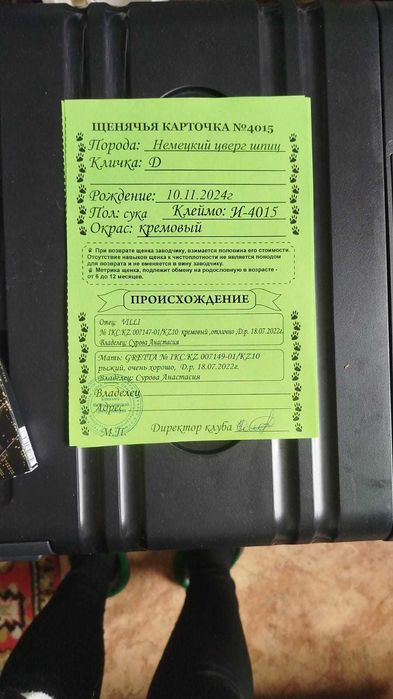 ЩЕНЯЧЬЯ КАРТОЧКА №4015
Порода: Немецкий цверг шпиц
Кличка: D
Рождение: 10.11.2024г
Пол: сука Клеймо: И-4015
Окрас: кремовый
При возврате щенка заводчику, взимается половина его стоимости.
Отсутствие навыков щенка к чистоплотности не является поводом
для возврата и не вменяется в вину заводчику.
Метрика щенка, подлежит обмену на родословную в возрасте -
от 6 до 12 месяцев.
ПРОИСХОЖДЕНИЕ
Отец: VILLI
№ IKC.KZ 007147-01/KZ10 кремовый ,отлично ,Д.р. 18.07.2022г.
Владелец: Сурова Анастасия
Мать: GRETTA № IKC.KZ 007149-01/KZ10
рыжий, очень хорошо, Д.р. 18.07.2022г.
Владелец: Сурова Анастасия
Владелец
Адрес:
М.П. Директор клуба